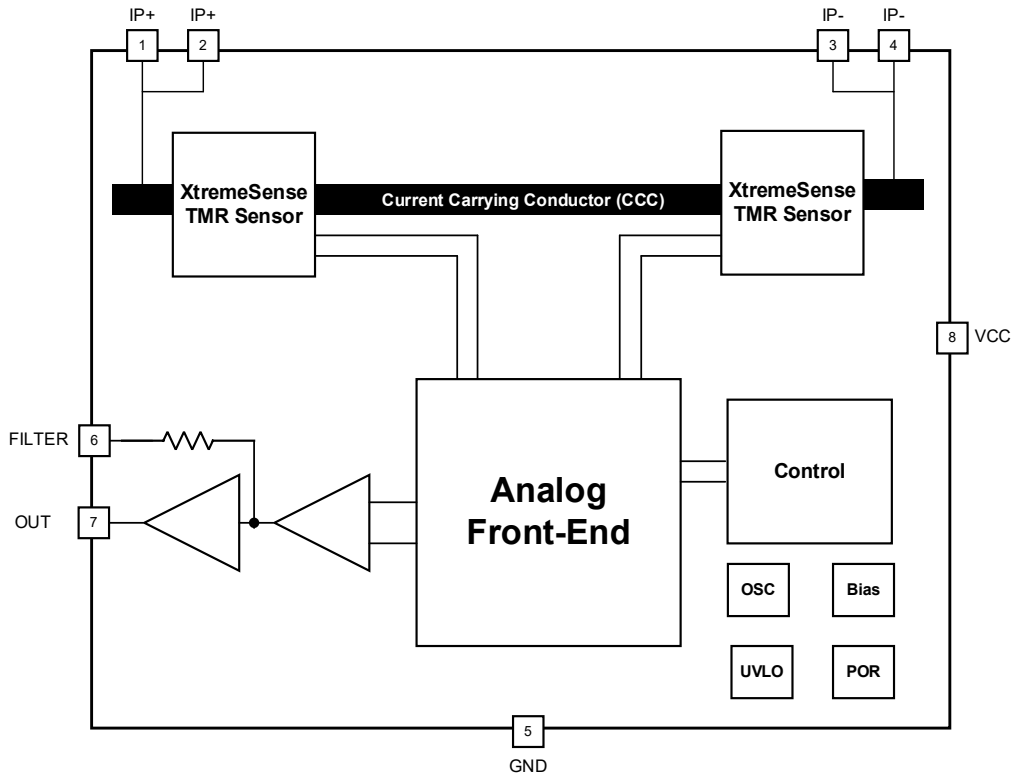 IP+
IP+
IP-
IP-
1
2
3
4
XtremeSense
TMR Sensor
Current Carrying Conductor (CCC)
XtremeSense
TMR Sensor
8
VCC
FILTER
6
Analog
Front-End
Control
OUT
7
OSC
Bias
UVLO
POR
5
GND